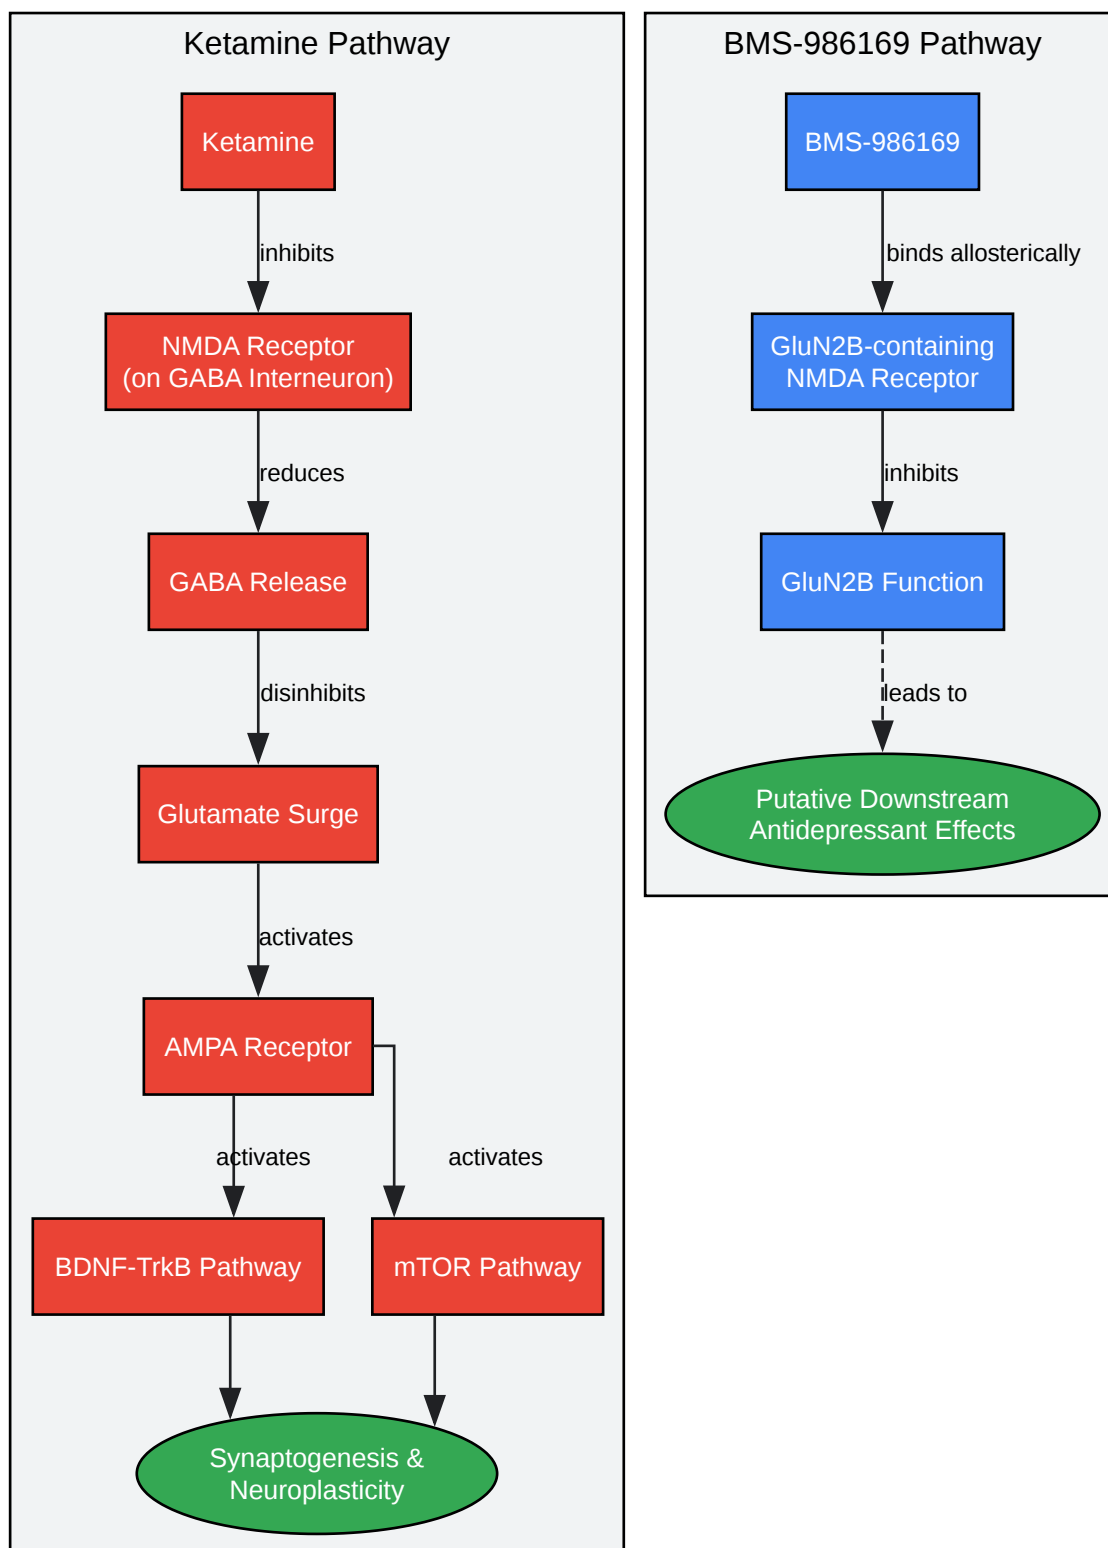 Ketamine Pathway
Ketamine
inhibits
NMDA Receptor
(on GABA Interneuron)
reduces
GABA Release
disinhibits
Glutamate Surge
activates
AMPA Receptor
activates
activates
BDNF-TrkB Pathway
mTOR Pathway
Synaptogenesis &
Neuroplasticity
BMS-986169 Pathway
BMS-986169
binds allosterically
GluN2B-containing
NMDA Receptor
inhibits
GluN2B Function
leads to
Putative Downstream
Antidepressant Effects